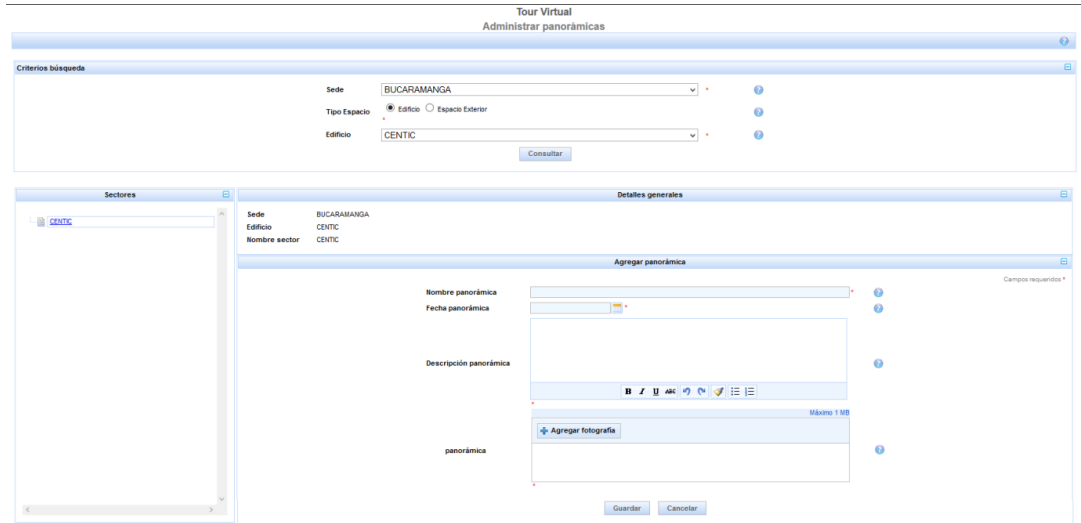 Tour Virtual
Administrar panorámicas
Criterios búsqueda
Sede BUCARAMANGA *
Tipo Espacio Edificio Espacio Exterior
*
Edificio CENTIC *
Consultar
Sectores
CENTIC
Detalles generales
Sede BUCARAMANGA
Edificio CENTIC
Nombre sector CENTIC
Agregar panorámica
Campos requeridos *
Nombre panorámica *
Fecha panorámica *
Descripción panorámica
B I U ABC
*
Máximo 1 MB
Agregar fotografía
panorámica
*
Guardar Cancelar